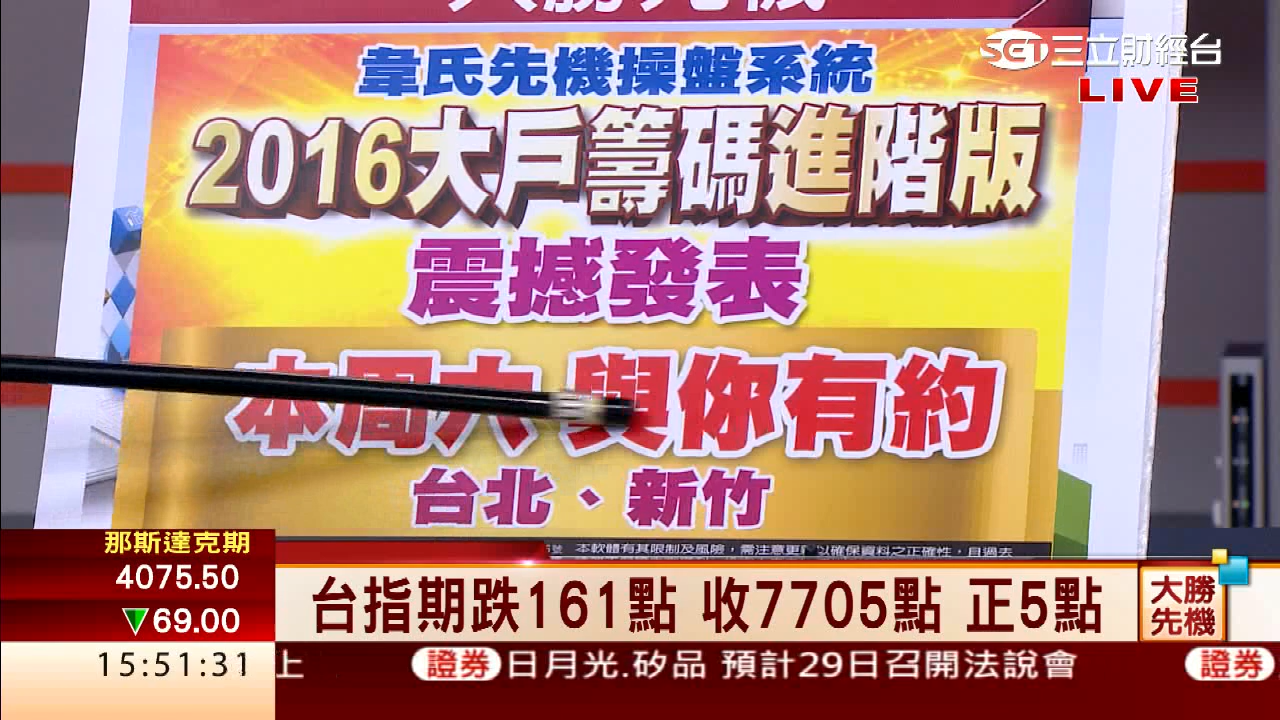 大勝先機
SET三立財經台
LIVE
韋氏先機操盤系統
2016大戶籌碼進階版
震撼發表
本周六 與你有約
台北、新竹
本軟體有其限制及風險，需注意更 以確保資料之正確性，且過去
那斯達克期
4075.50
▼69.00
台指期跌161點 收7705點 正5點
大勝
先機
15:51:31
上 證券 日月光.矽品 預計29日召開法說會 證券